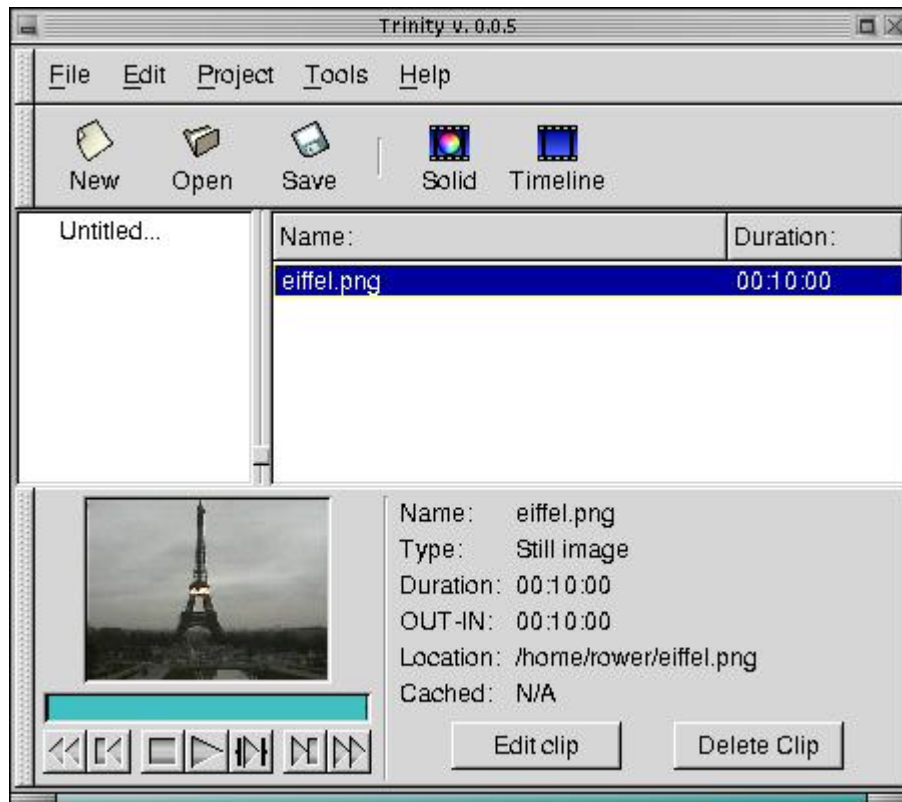 Trinity v. 0.0.5
File Edit Project Tools Help
New Open Save Solid Timeline
Untitled...
Name: Duration:
eiffel.png 00:10:00
Name: eiffel.png
Type: Still image
Duration: 00:10:00
OUT-IN: 00:10:00
Location: /home/rower/eiffel.png
Cached: N/A
Edit clip Delete Clip